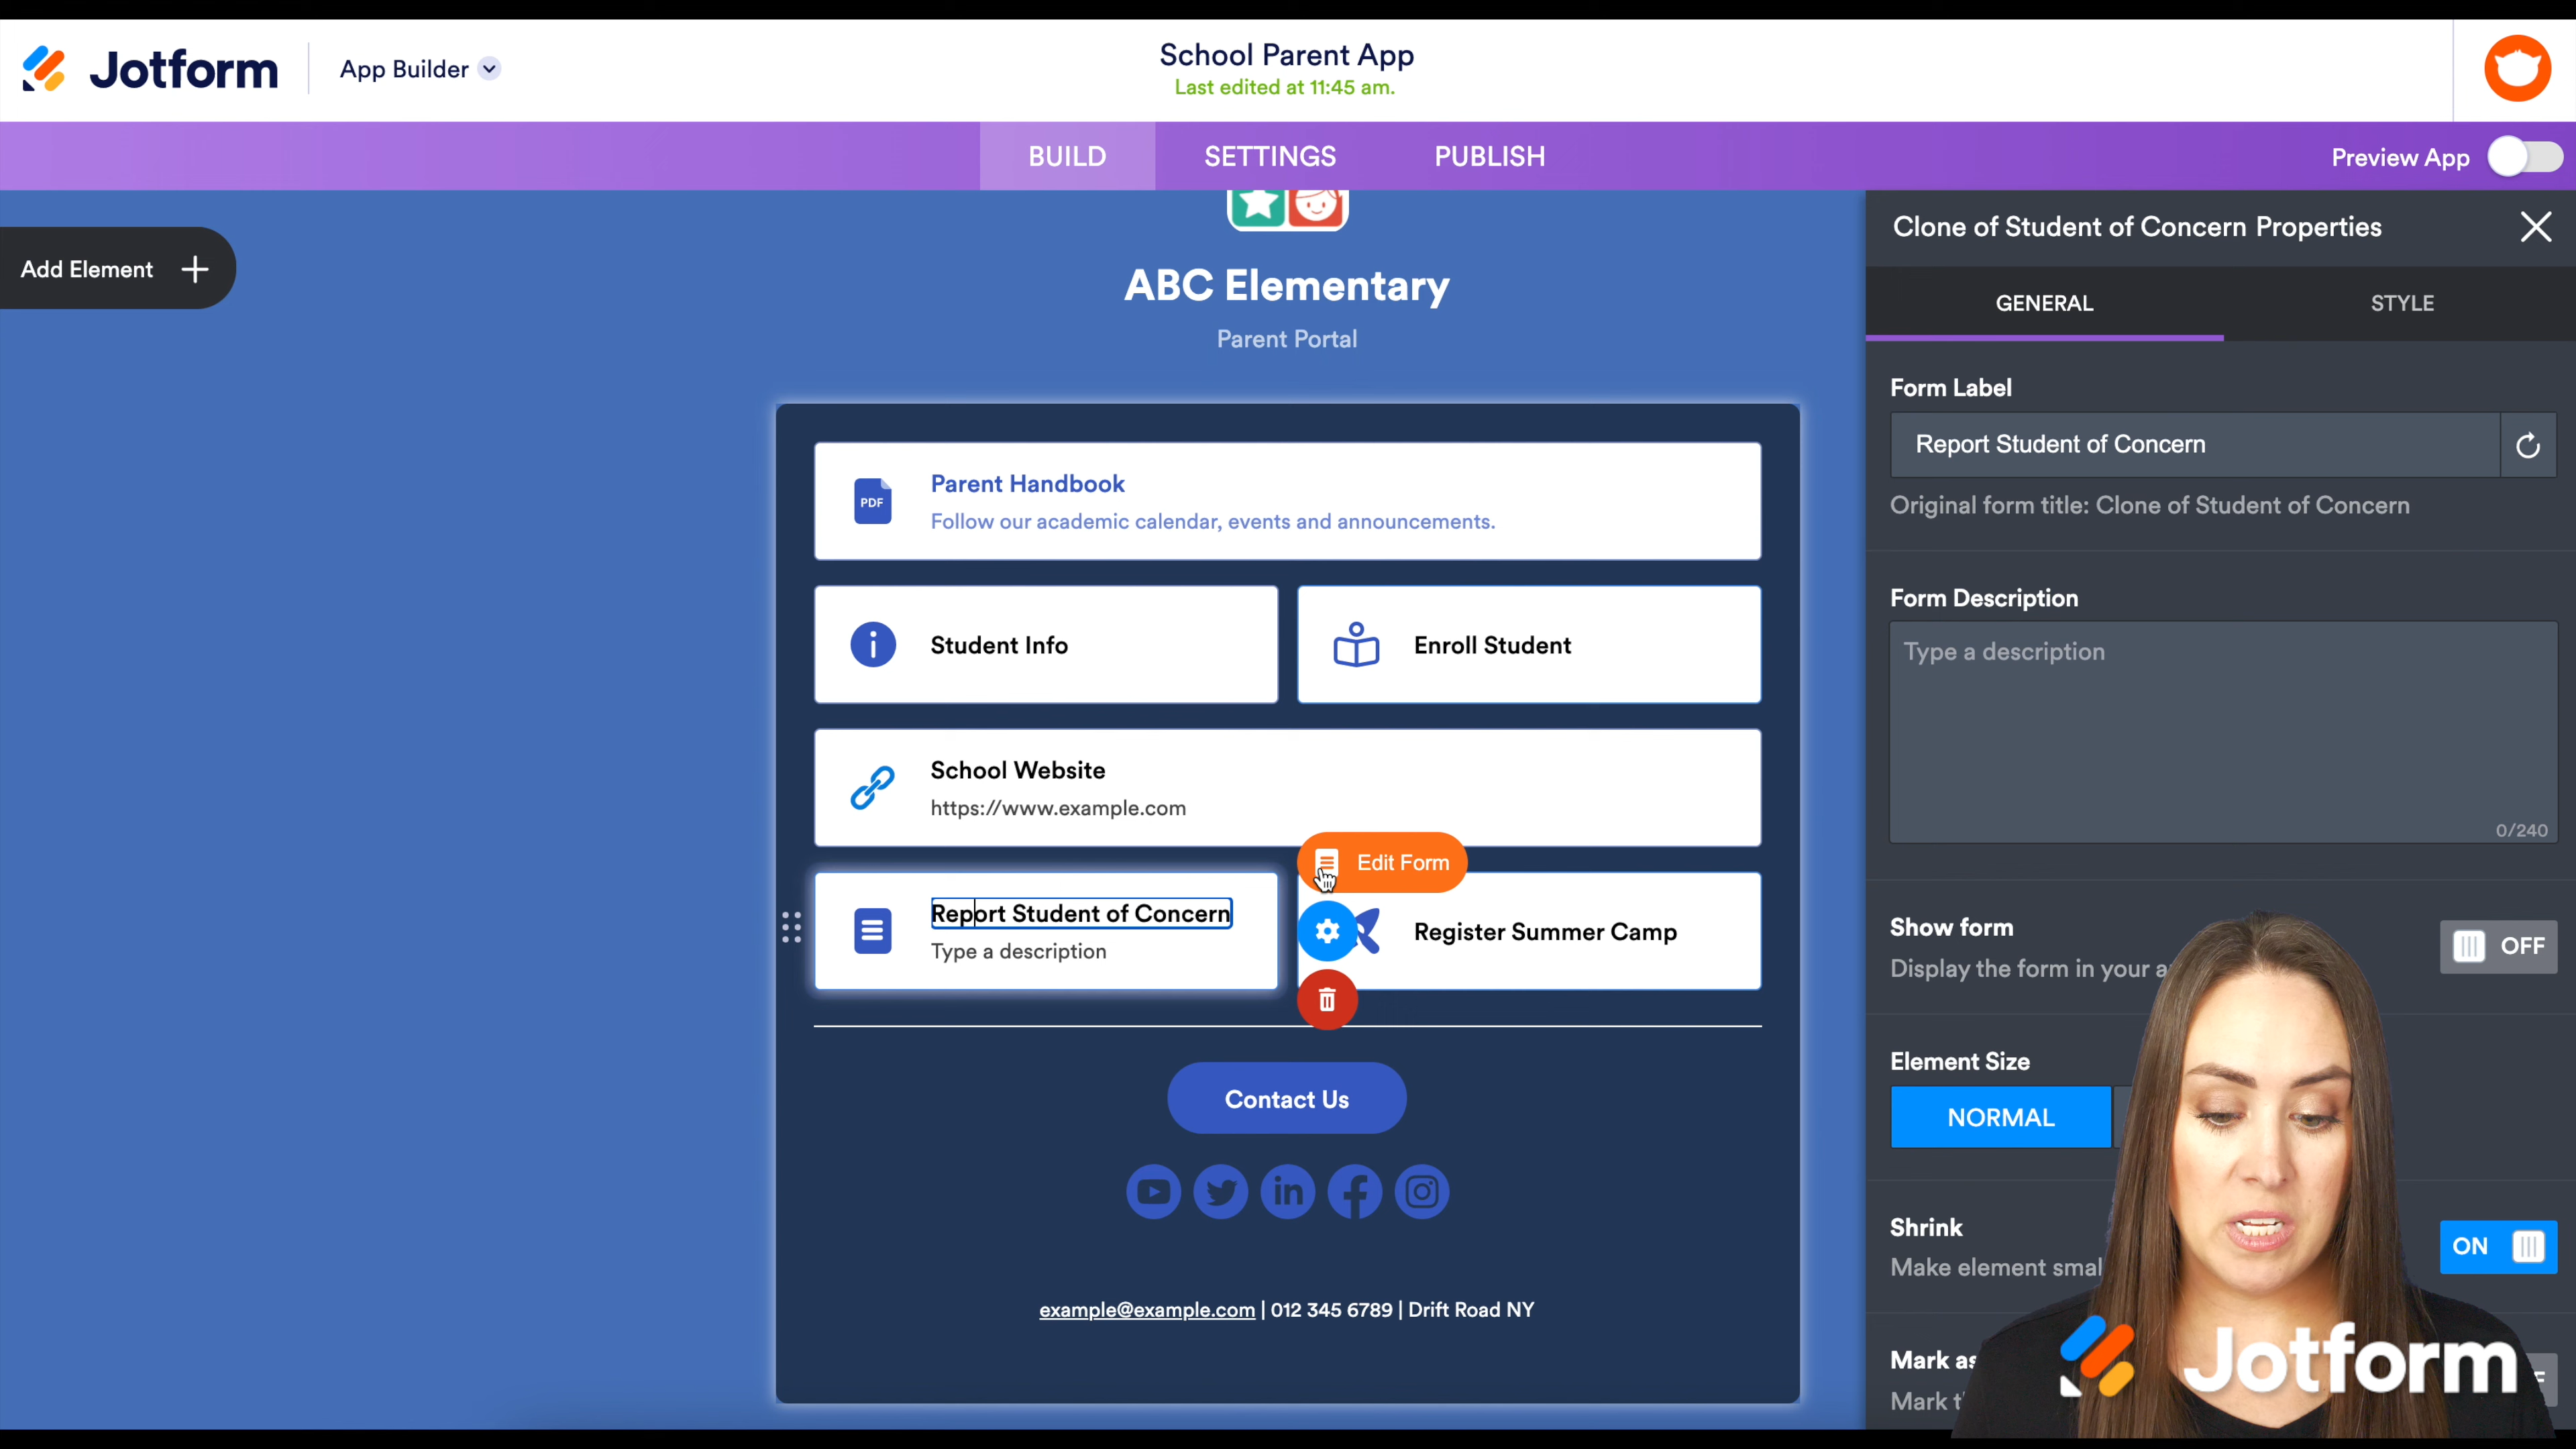 Jotform
App Builder
School Parent App
Last edited at 11:45 am.
BUILD
SETTINGS
PUBLISH
Preview App
Add Element
ABC Elementary
Parent Portal
PDF
Parent Handbook
Follow our academic calendar, events and announcements.
Student Info
Enroll Student
School Website
https://www.example.com
Edit Form
Report Student of Concern
Type a description
Register Summer Camp
Contact Us
in
example@example.com | 012 345 6789 | Drift Road NY
Clone of Student of Concern Properties
GENERAL
STYLE
Form Label
Report Student of Concern
Original form title: Clone of Student of Concern
Form Description
Type a description
0/240
Show form
OFF
Display the form in your
Element Size
NORMAL
Shrink
ON
Make element
Mark as
Mark
Jotform